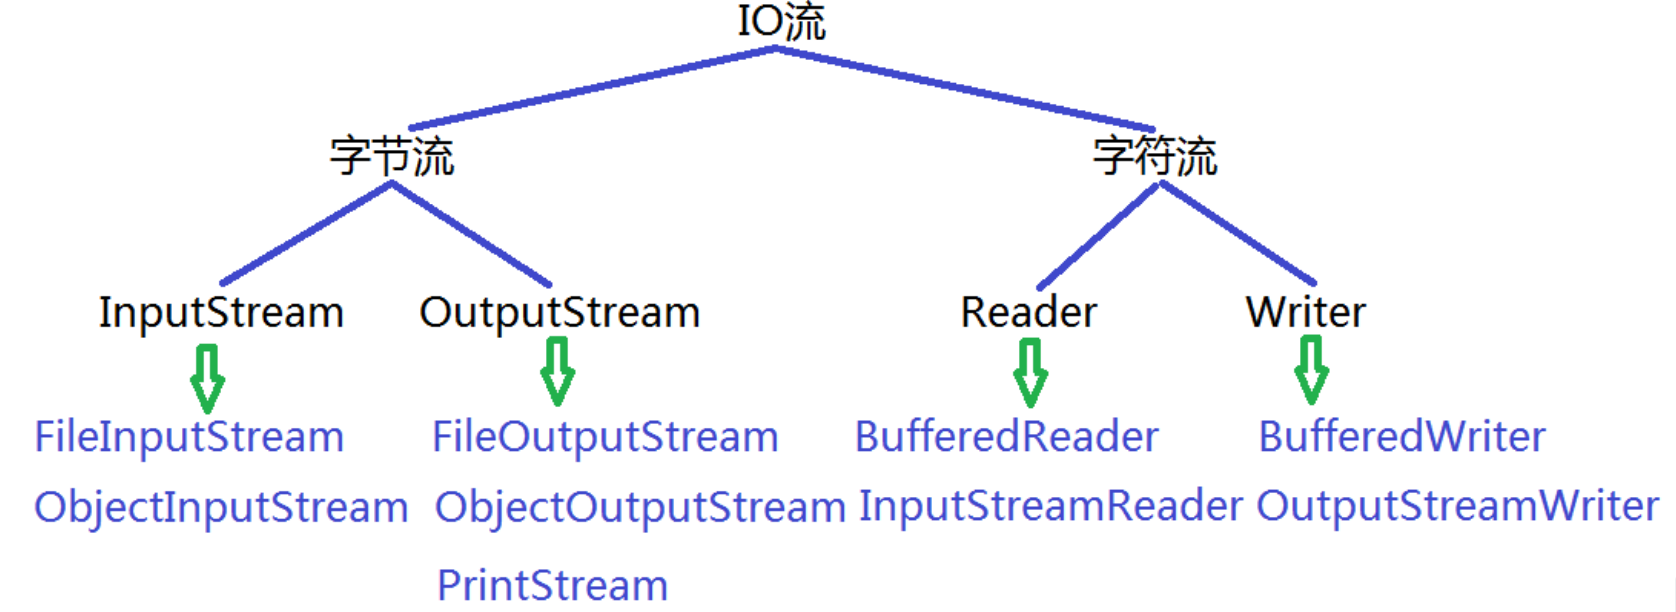 IO流
字节流 字符流
InputStream OutputStream Reader Writer
FileInputStream FileOutputStream BufferedReader BufferedWriter
ObjectInputStream ObjectOutputStream InputStreamReader OutputStreamWriter
PrintStream